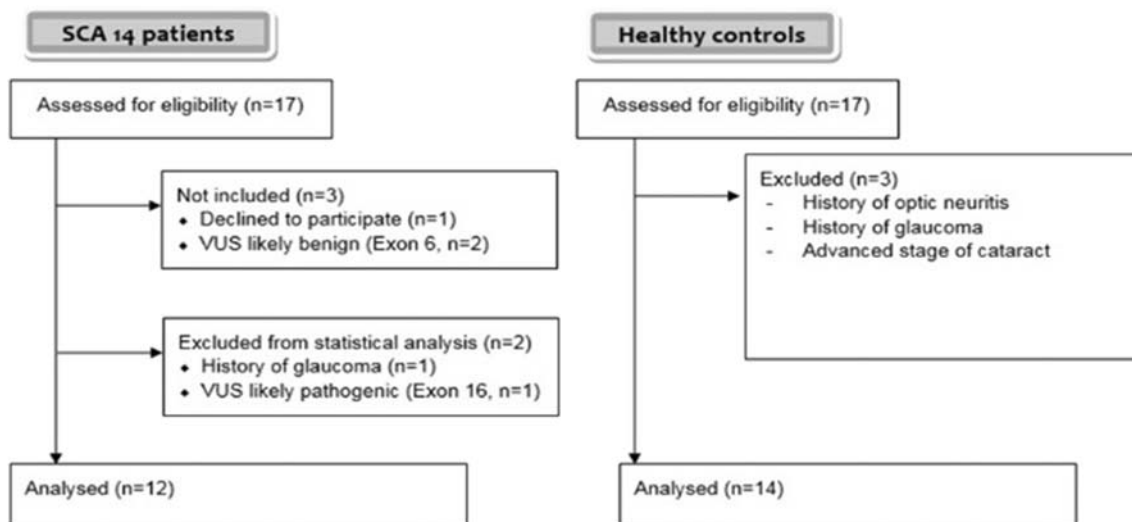 SCA 14 patients
Assessed for eligibility (n=17)
Not included (n=3)
⬥ Declined to participate (n=1)
⬥ VUS likely benign (Exon 6, n=2)
Excluded from statistical analysis (n=2)
⬥ History of glaucoma (n=1)
⬥ VUS likely pathogenic (Exon 16, n=1)
Analysed (n=12)
Healthy controls
Assessed for eligibility (n=17)
Excluded (n=3)
- History of optic neuritis
- History of glaucoma
- Advanced stage of cataract
Analysed (n=14)